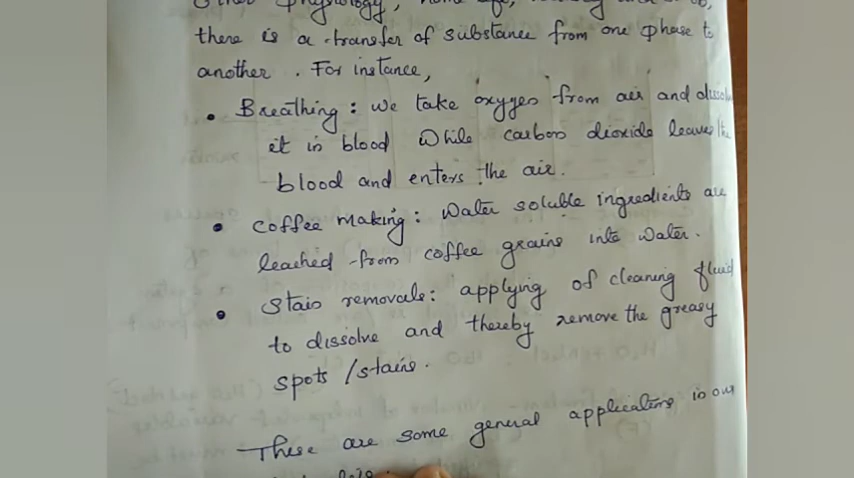 Physiology,
there is a transfer of substance from one phase to
another. For instance,
• Breathing: we take oxygen from air and
it in blood while carbon dioxide leaves the
blood and enters the air.
• Coffee making: Water soluble ingredients are
leached from coffee grains into water.
• Stain removals: applying of cleaning fluid
to dissolve and thereby remove the greasy
spots/stains.
These are some general applications in our